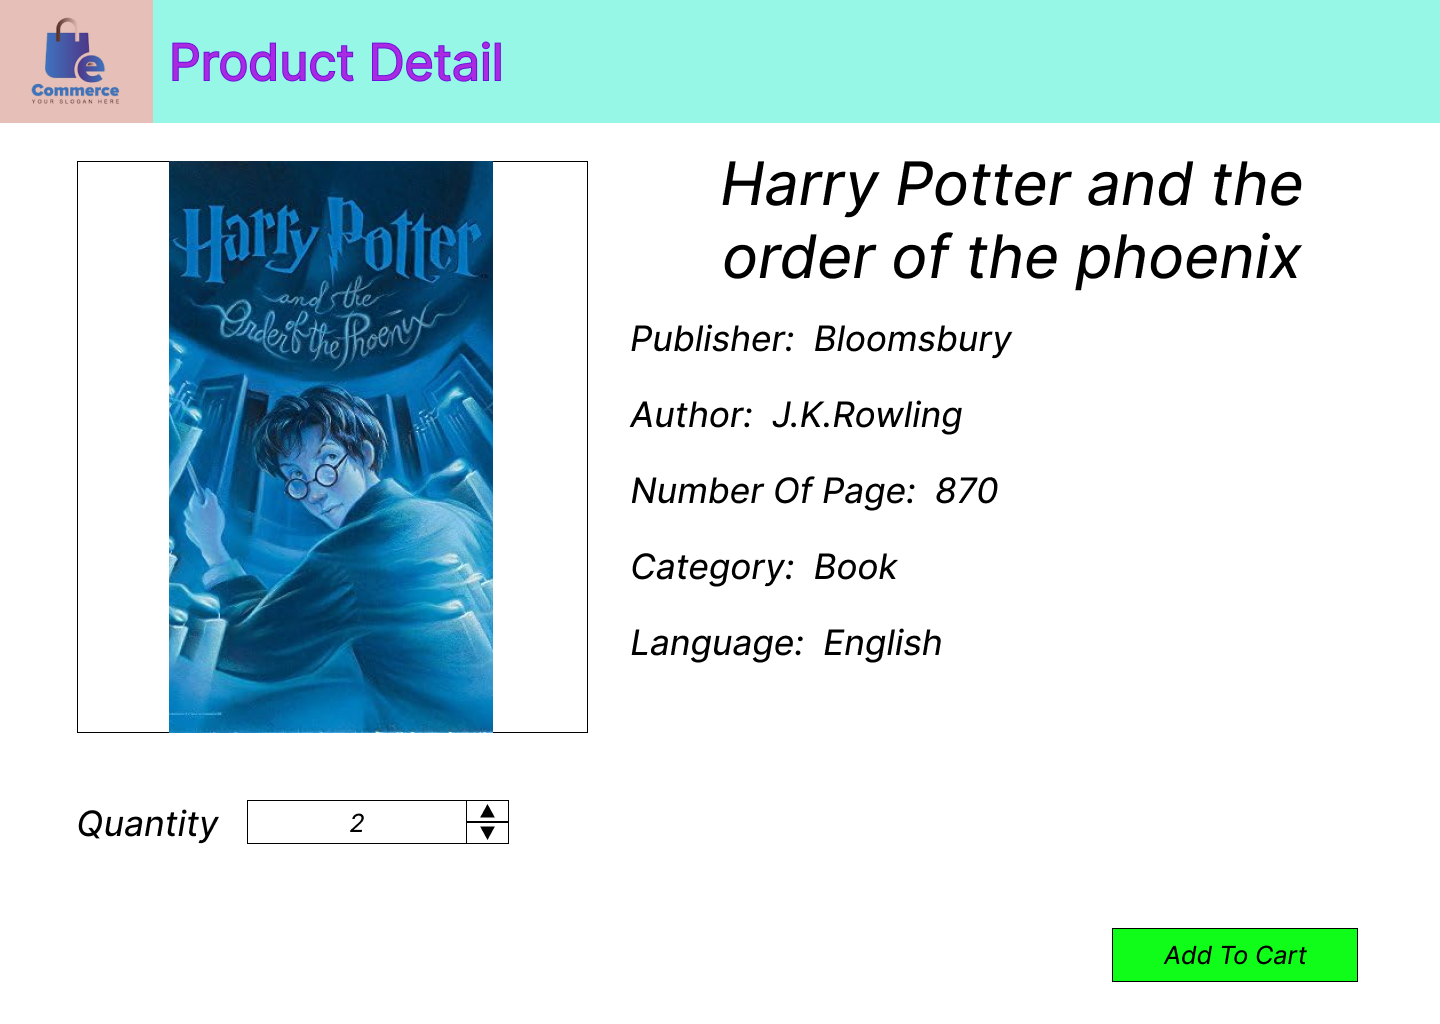 Commerce
YOUR SLOGAN HERE
Product Detail
Harry Potter
and the
Order of the Phoenix
Harry Potter and the
order of the phoenix
Publisher: Bloomsbury
Author: J.K.Rowling
Number Of Page: 870
Category: Book
Language: English
Quantity
2
Add To Cart